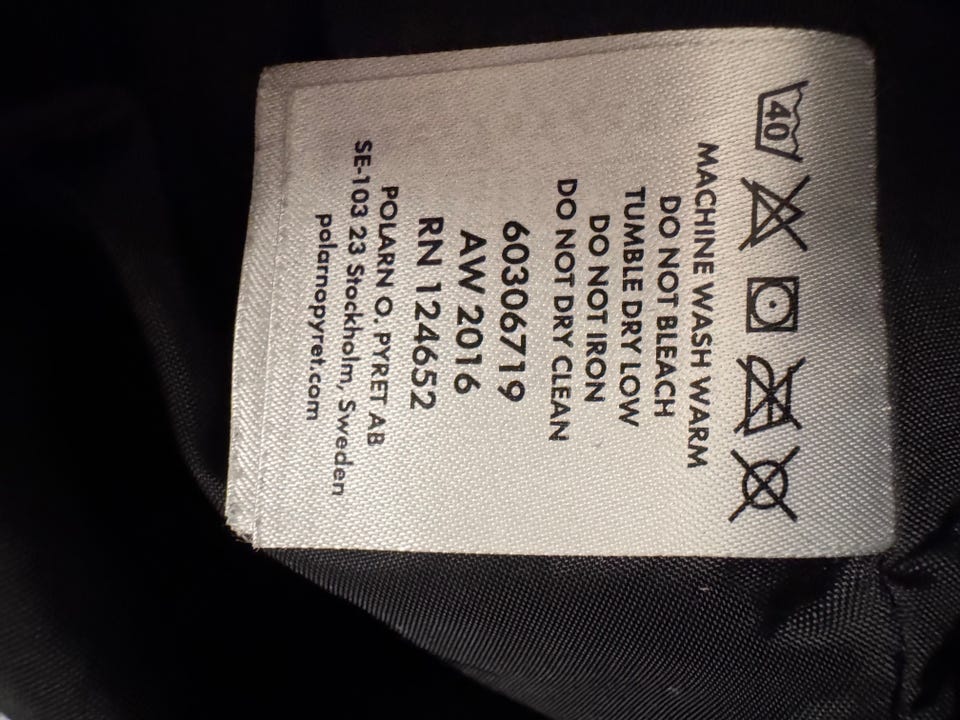 40
MACHINE WASH WARM
DO NOT BLEACH
TUMBLE DRY LOW
DO NOT IRON
DO NOT DRY CLEAN
60306719
AW 2016
RN 124652
POLARN O. PYRET AB
SE-103 23 Stockholm, Sweden
polarnopyret.com